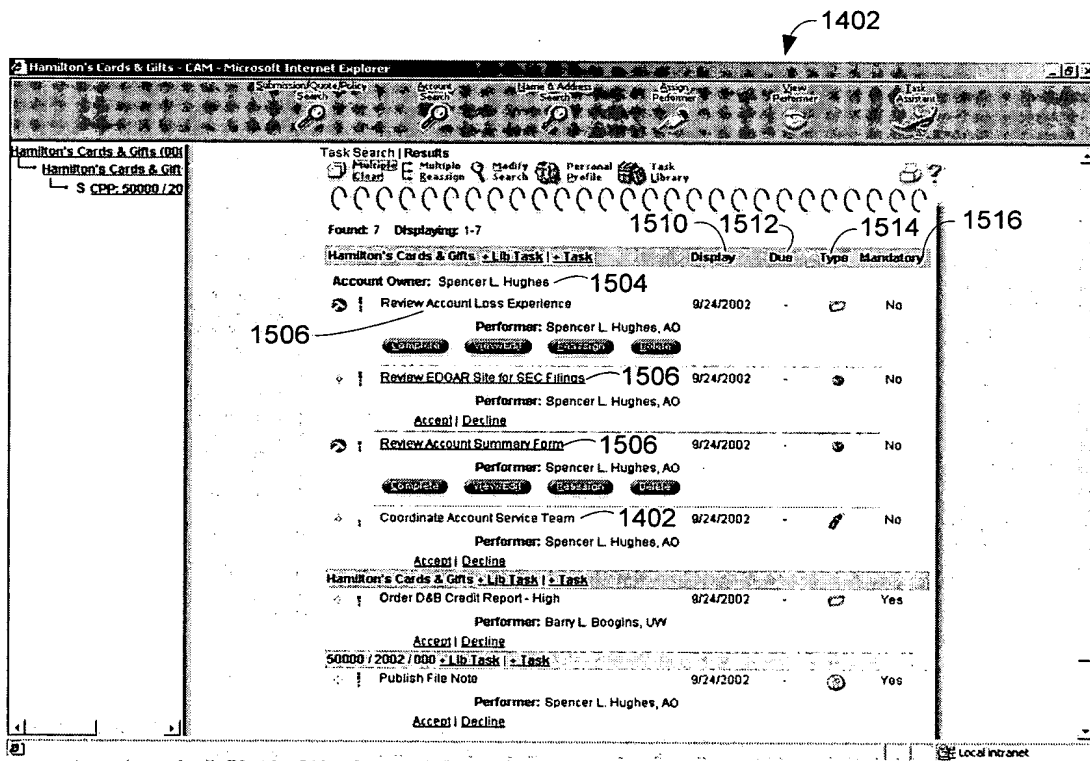 1402
Hamilton's Cards & Gifts - CAM - Microsoft Internet Explorer
Submission/Quote/Policy Search
Account Search
Name & Address Search
Assign Performer
View Performer
Task Assistant
Hamilton's Cards & Gifts (00(
Hamilton's Cards & Gift
S CPP: 50000 / 20
Task Search | Results
Multiple Clear
Multiple Reassign
Modify Search
Personal Profile
Task Library
?
Found: 7 Displaying: 1-7
1510 1512 1514 1516
Hamilton's Cards & Gifts + Lib Task | + Task Display Due Type Mandatory
Account Owner: Spencer L. Hughes 1504
! Review Account Loss Experience 9/24/2002 - No
1506
Performer: Spencer L. Hughes, AO
Complete View/Edit Reassign Delete
! Review EDGAR Site for SEC Filings 1506 9/24/2002 - No
Performer: Spencer L. Hughes, AO
Accept | Decline
! Review Account Summary Form 1506 9/24/2002 - No
Performer: Spencer L. Hughes, AO
Complete View/Edit Reassign Delete
! Coordinate Account Service Team 1402 9/24/2002 - No
Performer: Spencer L. Hughes, AO
Accept | Decline
Hamilton's Cards & Gifts + Lib Task | + Task
! Order D&B Credit Report - High 9/24/2002 - Yes
Performer: Barry L. Boogins, UW
Accept | Decline
50000 / 2002 / 000 + Lib Task | + Task
! Publish File Note 9/24/2002 - Yes
Performer: Spencer L. Hughes, AO
Accept | Decline
Local intranet